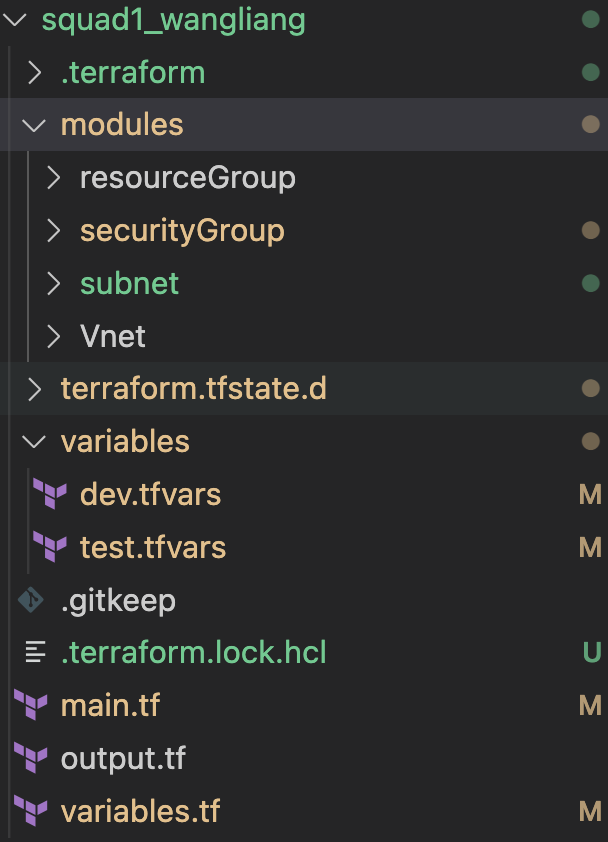 squad1_wangliang
.terraform
modules
resourceGroup
securityGroup
subnet
Vnet
terraform.tfstate.d
variables
dev.tfvars M
test.tfvars M
.gitkeep
.terraform.lock.hcl U
main.tf M
output.tf
variables.tf M